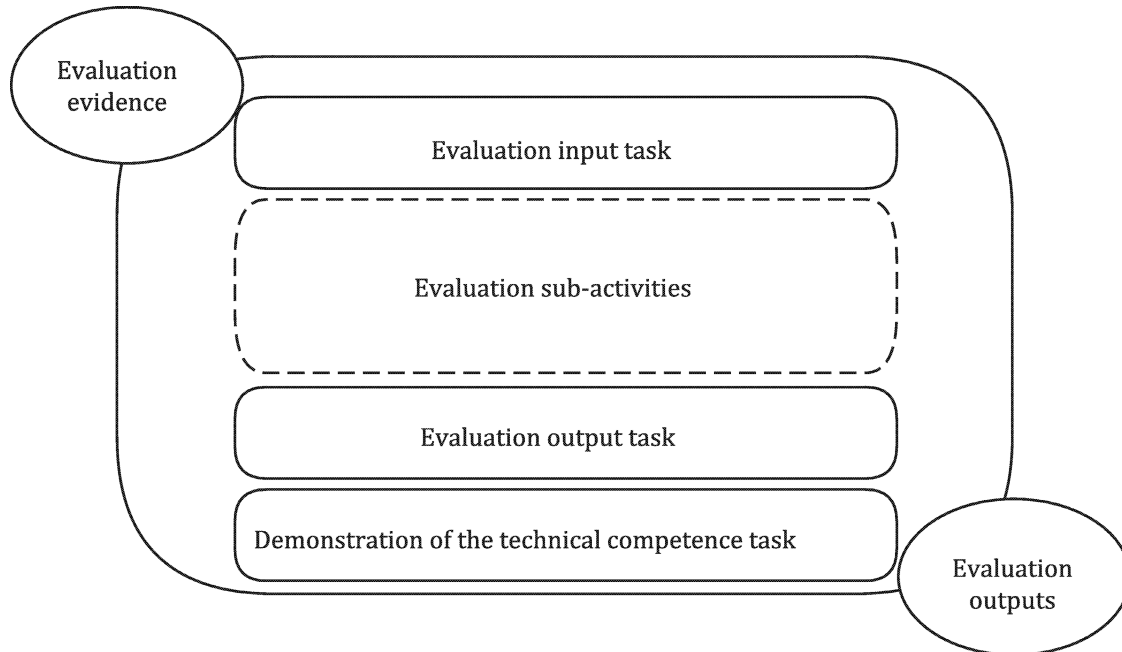 Evaluation
evidence
Evaluation input task
Evaluation sub-activities
Evaluation output task
Demonstration of the technical competence task
Evaluation
outputs